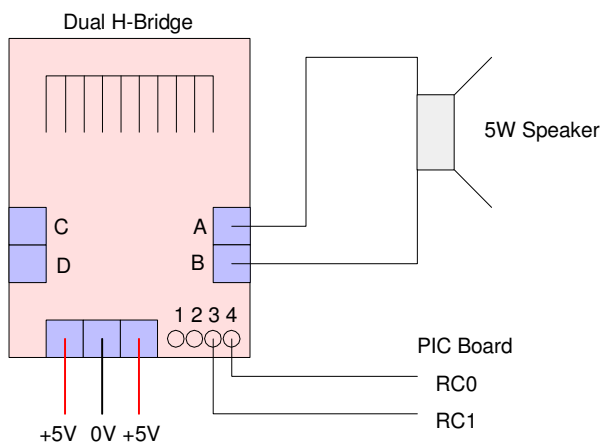 Dual H-Bridge
5W Speaker
C
A
D
B
1 2 3 4
PIC Board
RC0
RC1
+5V 0V +5V